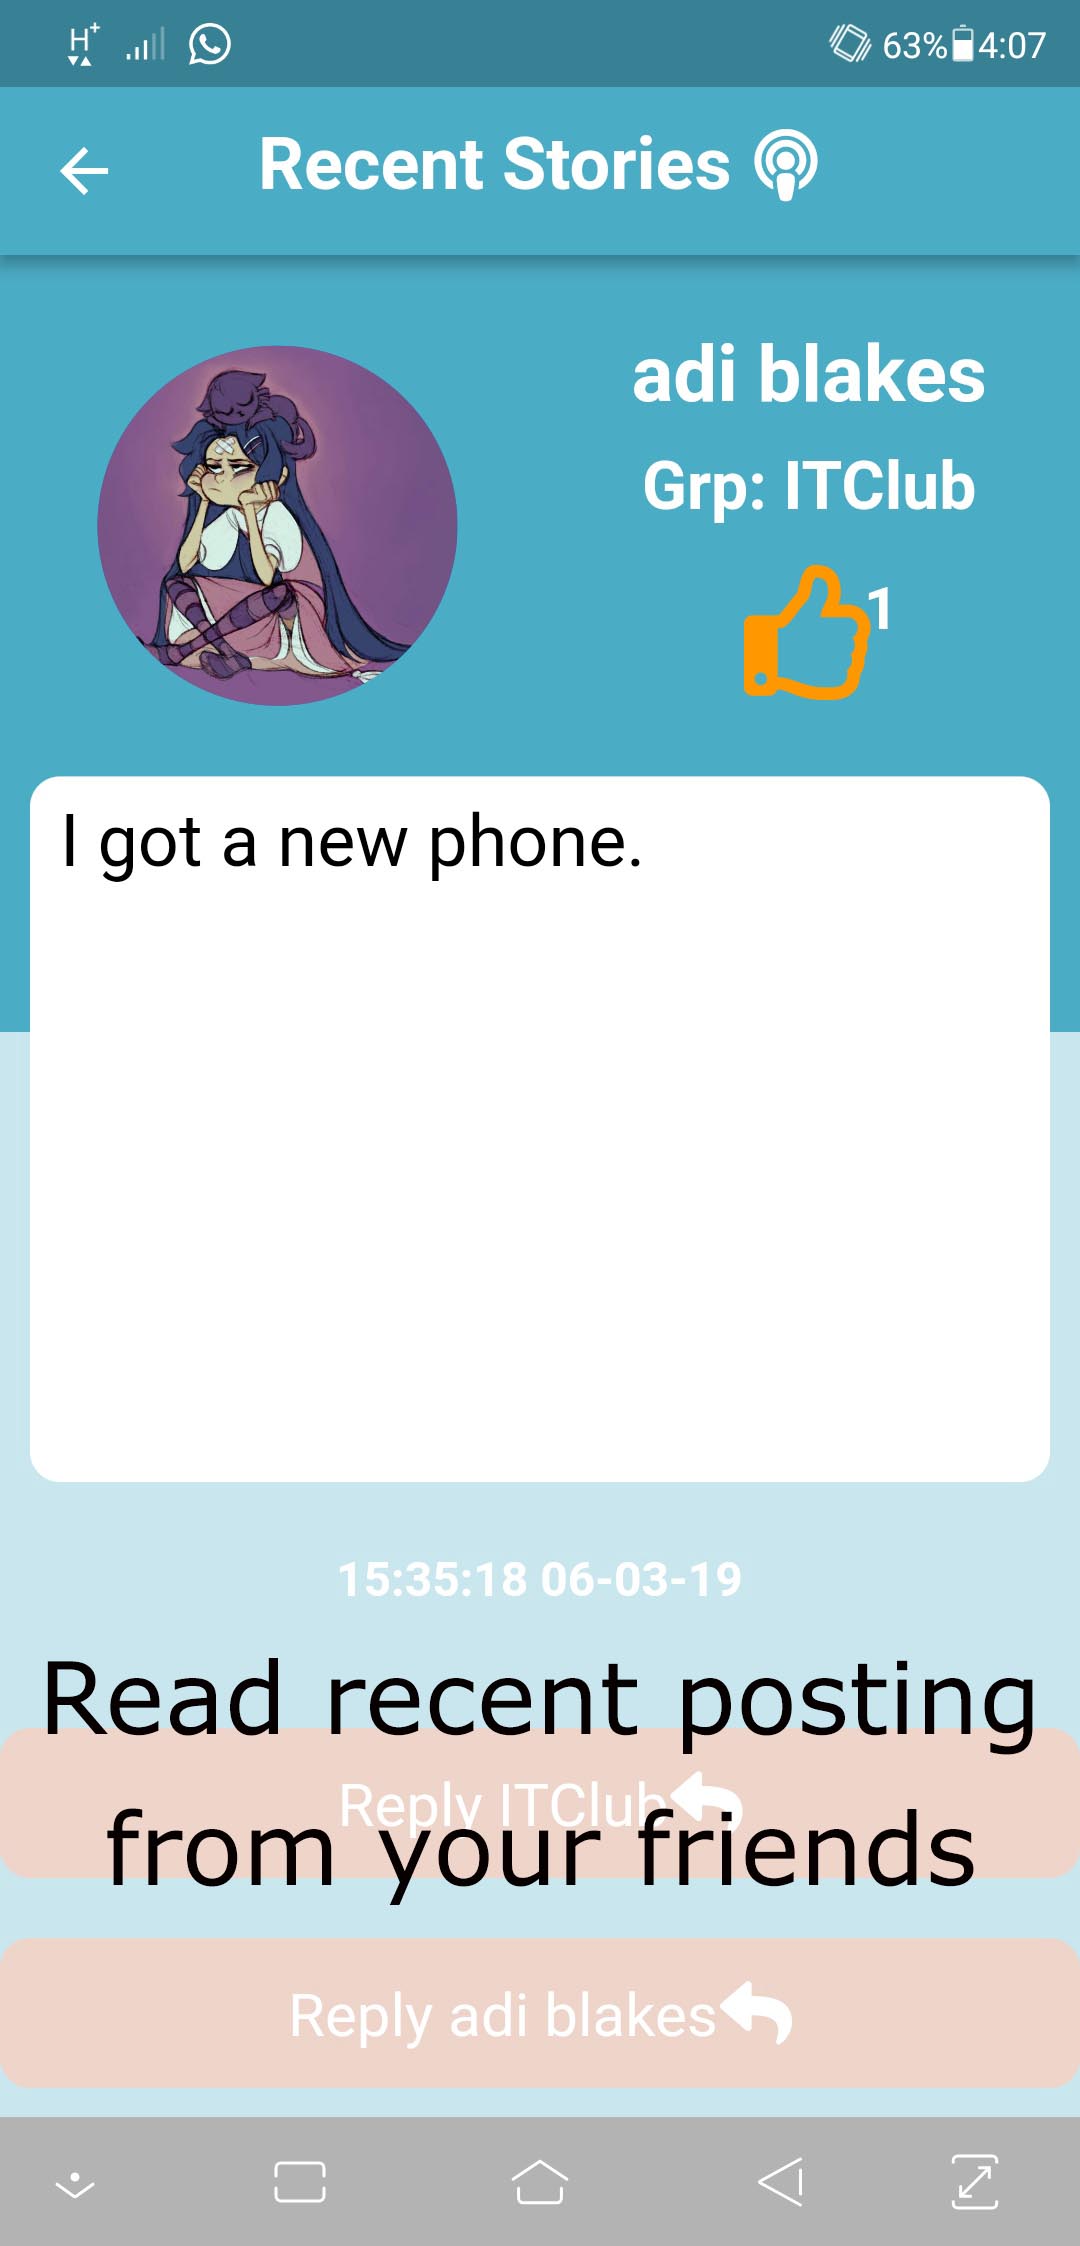 H+ 63% 4:07
Recent Stories
adi blakes
Grp: ITClub
1
I got a new phone.
15:35:18 06-03-19
Read recent posting
Reply ITClub
from your friends
Reply adi blakes